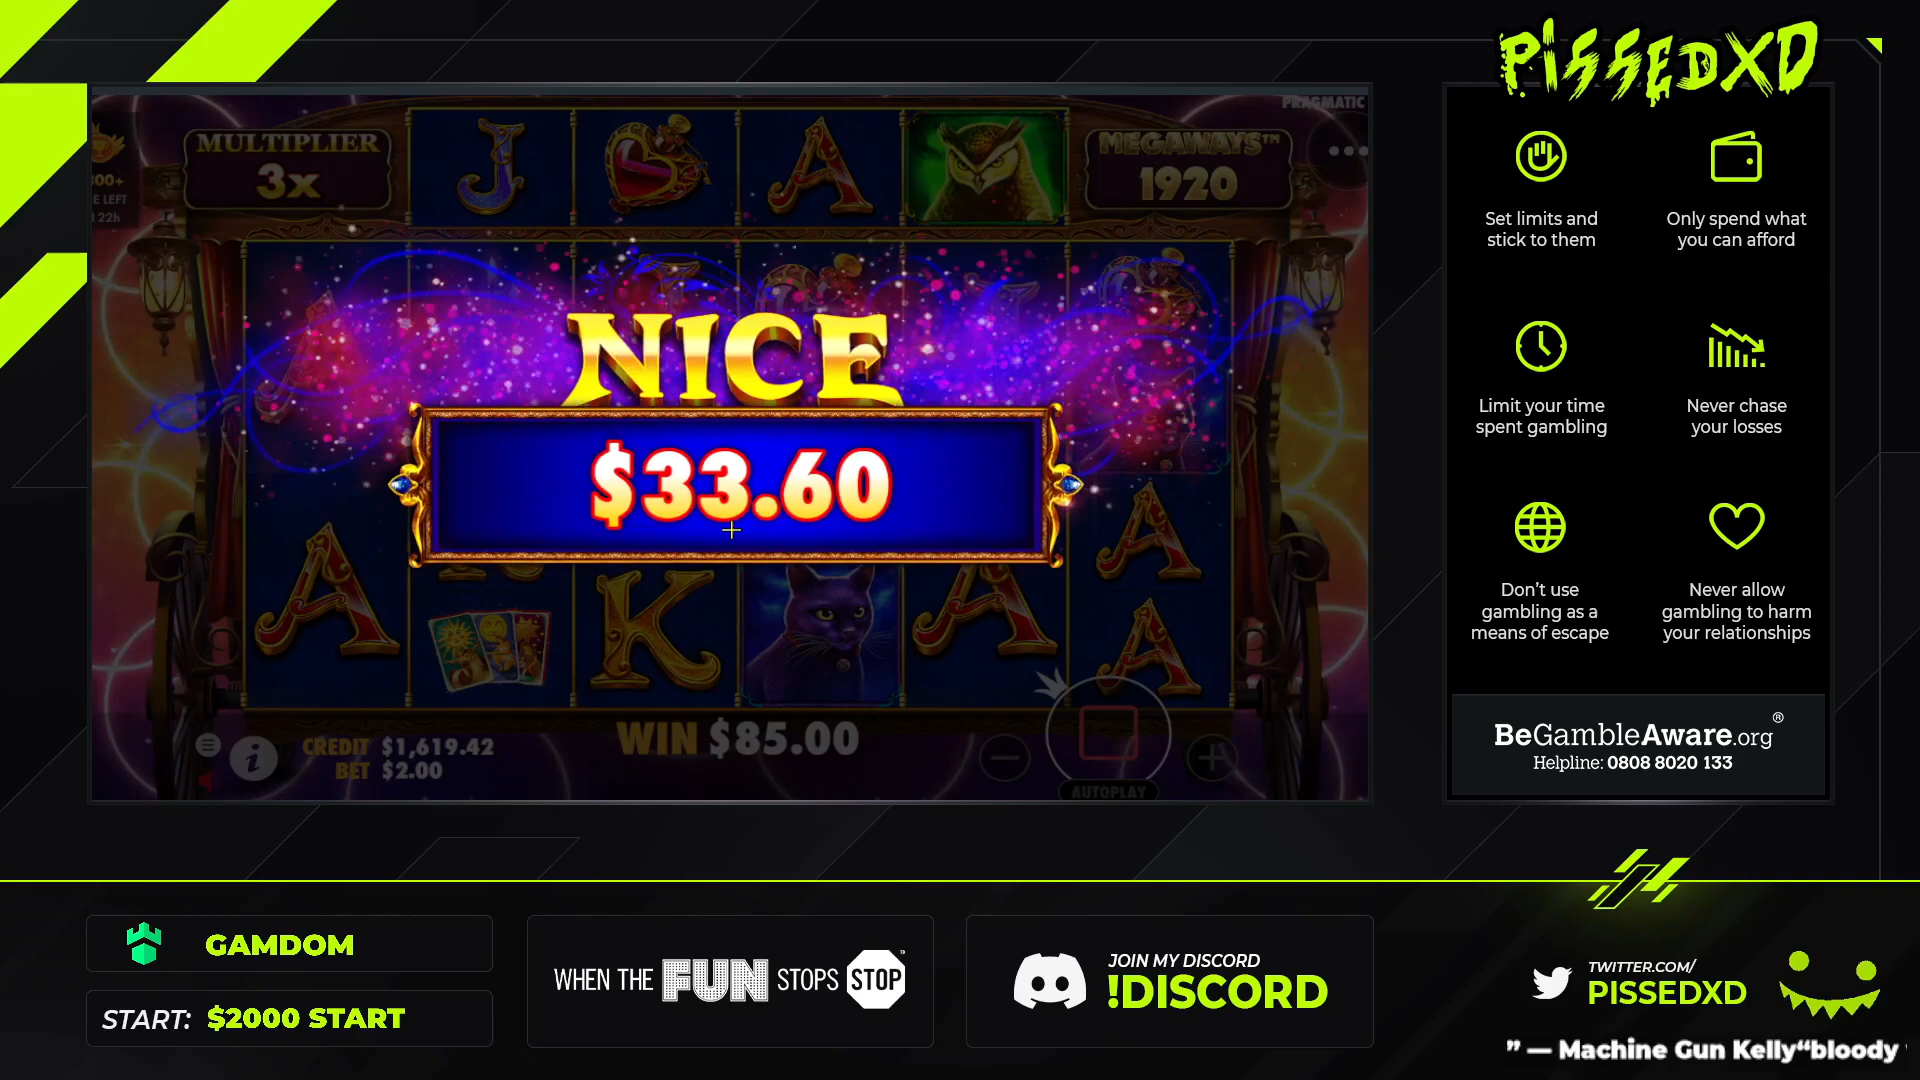 PISSEDXD
PRAGMATIC
MULTIPLIER
3x
MEGAWAYS™
1920
J
A
00+
E LEFT
22h
NICE
$33.60
A
K
A
A
A
CREDIT $1,619.42
BET $2.00
WIN $85.00
AUTOPLAY
Set limits and
stick to them
Only spend what
you can afford
Limit your time
spent gambling
Never chase
your losses
Don't use
gambling as a
means of escape
Never allow
gambling to harm
your relationships
BeGambleAware.org®
Helpline: 0808 8020 133
GAMDOM
START: $2000 START
WHEN THE FUN STOPS STOP™
JOIN MY DISCORD
!DISCORD
TWITTER.COM/
PISSEDXD
” — Machine Gun Kelly“bloody